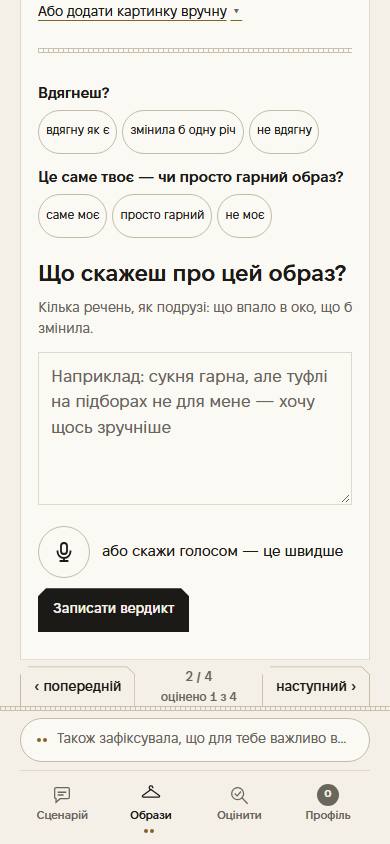 Або додати картинку вручну ▾
Вдягнеш?
вдягну як є
змінила б одну річ
не вдягну
Це саме твоє — чи просто гарний образ?
саме моє
просто гарний
не моє
Що скажеш про цей образ?
Кілька речень, як подрузі: що впало в око, що б
змінила.
Наприклад: сукня гарна, але туфлі
на підборах не для мене — хочу
щось зручніше
або скажи голосом — це швидше
Записати вердикт
‹ попередній
2 / 4
оцінено 1 з 4
наступний ›
Також зафіксувала, що для тебе важливо в...
Сценарій
Образи
Оцінити
О
Профіль